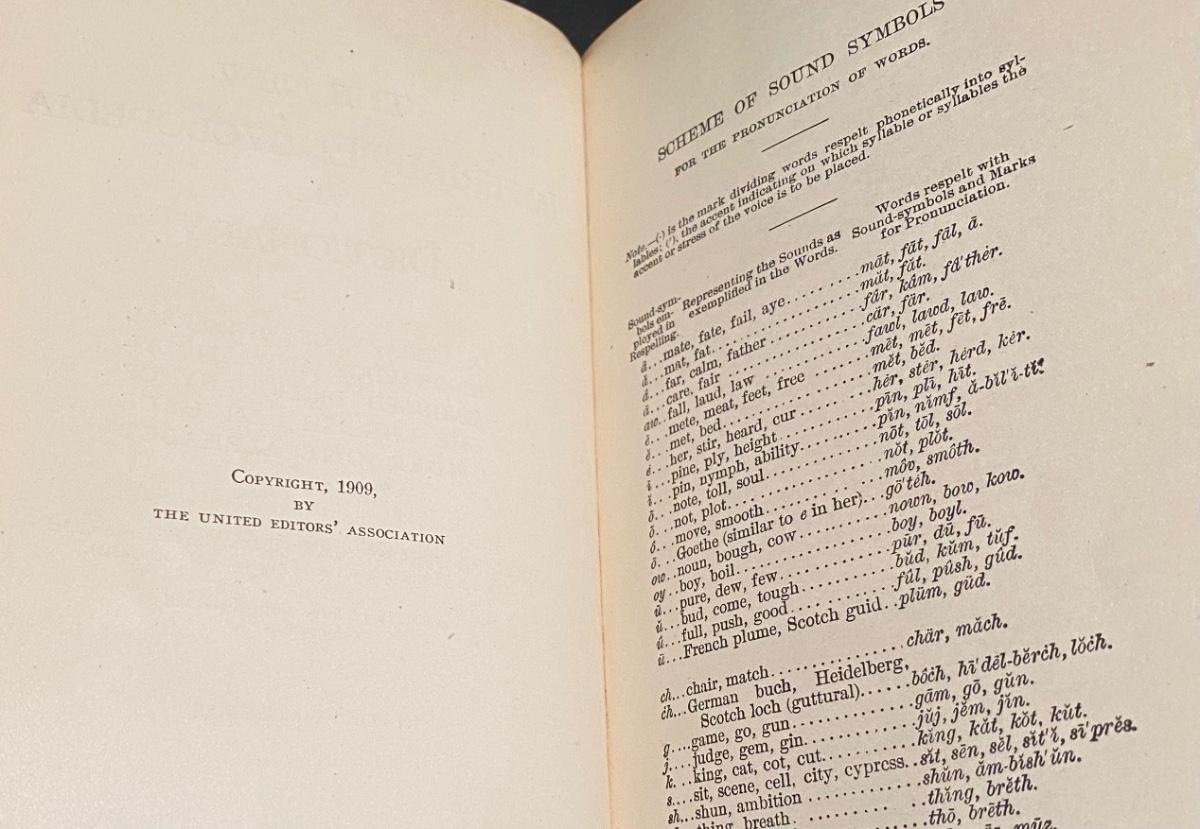 COPYRIGHT, 1909,
BY
THE UNITED EDITORS' ASSOCIATION
SCHEME OF SOUND SYMBOLS
FOR THE PRONUNCIATION OF WORDS.
Note.—(-) is the mark dividing words respelt phonetically into syl-
lables; ('), the accent indicating on which syllable or syllables the
accent or stress of the voice is to be placed.
Sound-sym-
bols em-
ployed in
Respelling.
Representing the Sounds as
exemplified in the Words.
Words respelt with
Sound-symbols and Marks
for Pronunciation.
ā...mate, fate, fail, aye.........māt, fāt, fāl, ā.
ă...mat, fat....................măt, făt.
â...far, calm, father............fâr, kâm, fâ'thėr.
ä...care, fair..................cär, fär.
aw..fall, laud, law.............fawl, lawd, law.
ē...mete, meat, feet, free.......mēt, mēt, fēt, frē.
ĕ...met, bed....................mĕt, bĕd.
ė...her, stir, heard, cur........hėr, stėr, hėrd, kėr.
ī...pine, ply, height............pīn, plī, hīt.
ĭ...pin, nymph, ability..........pĭn, nĭmf, ă-bĭl'ĭ-tĭ.
ō...note, toll, soul.............nōt, tōl, sōl.
ŏ...not, plot...................nŏt, plŏt.
ô...move, smooth................môv, smôth.
ö...Goethe (similar to e in her)...gö'tėh.
ow..noun, bough, cow............nown, bow, kow.
oy..boy, boil...................boy, boyl.
ū...pure, dew, few..............pūr, dū, fū.
ŭ...bud, come, tough............bŭd, kŭm, tŭf.
û...full, push, good............fûl, pûsh, gûd.
ü...French plume, Scotch guid..plüm, güd.
ch...chair, match................chär, măch.
ċh...German buch, Heidelberg,
Scotch loch (guttural)......bôċh, hī'dĕl-bĕrċh, lŏċh.
g....game, go, gun..............gām, gō, gŭn.
j....judge, gem, gin.............jŭj, jĕm, jĭn.
k...king, cat, cot, cut..........kĭng, kăt, kŏt, kŭt.
s....sit, scene, cell, city, cypress..sĭt, sēn, sĕl, sĭt'ĭ, sī'prĕs.
sh...shun, ambition.............shŭn, ăm-bĭsh'ŭn.
thing, breath...............thĭng, brĕth.
thō, brēth.
mūz.